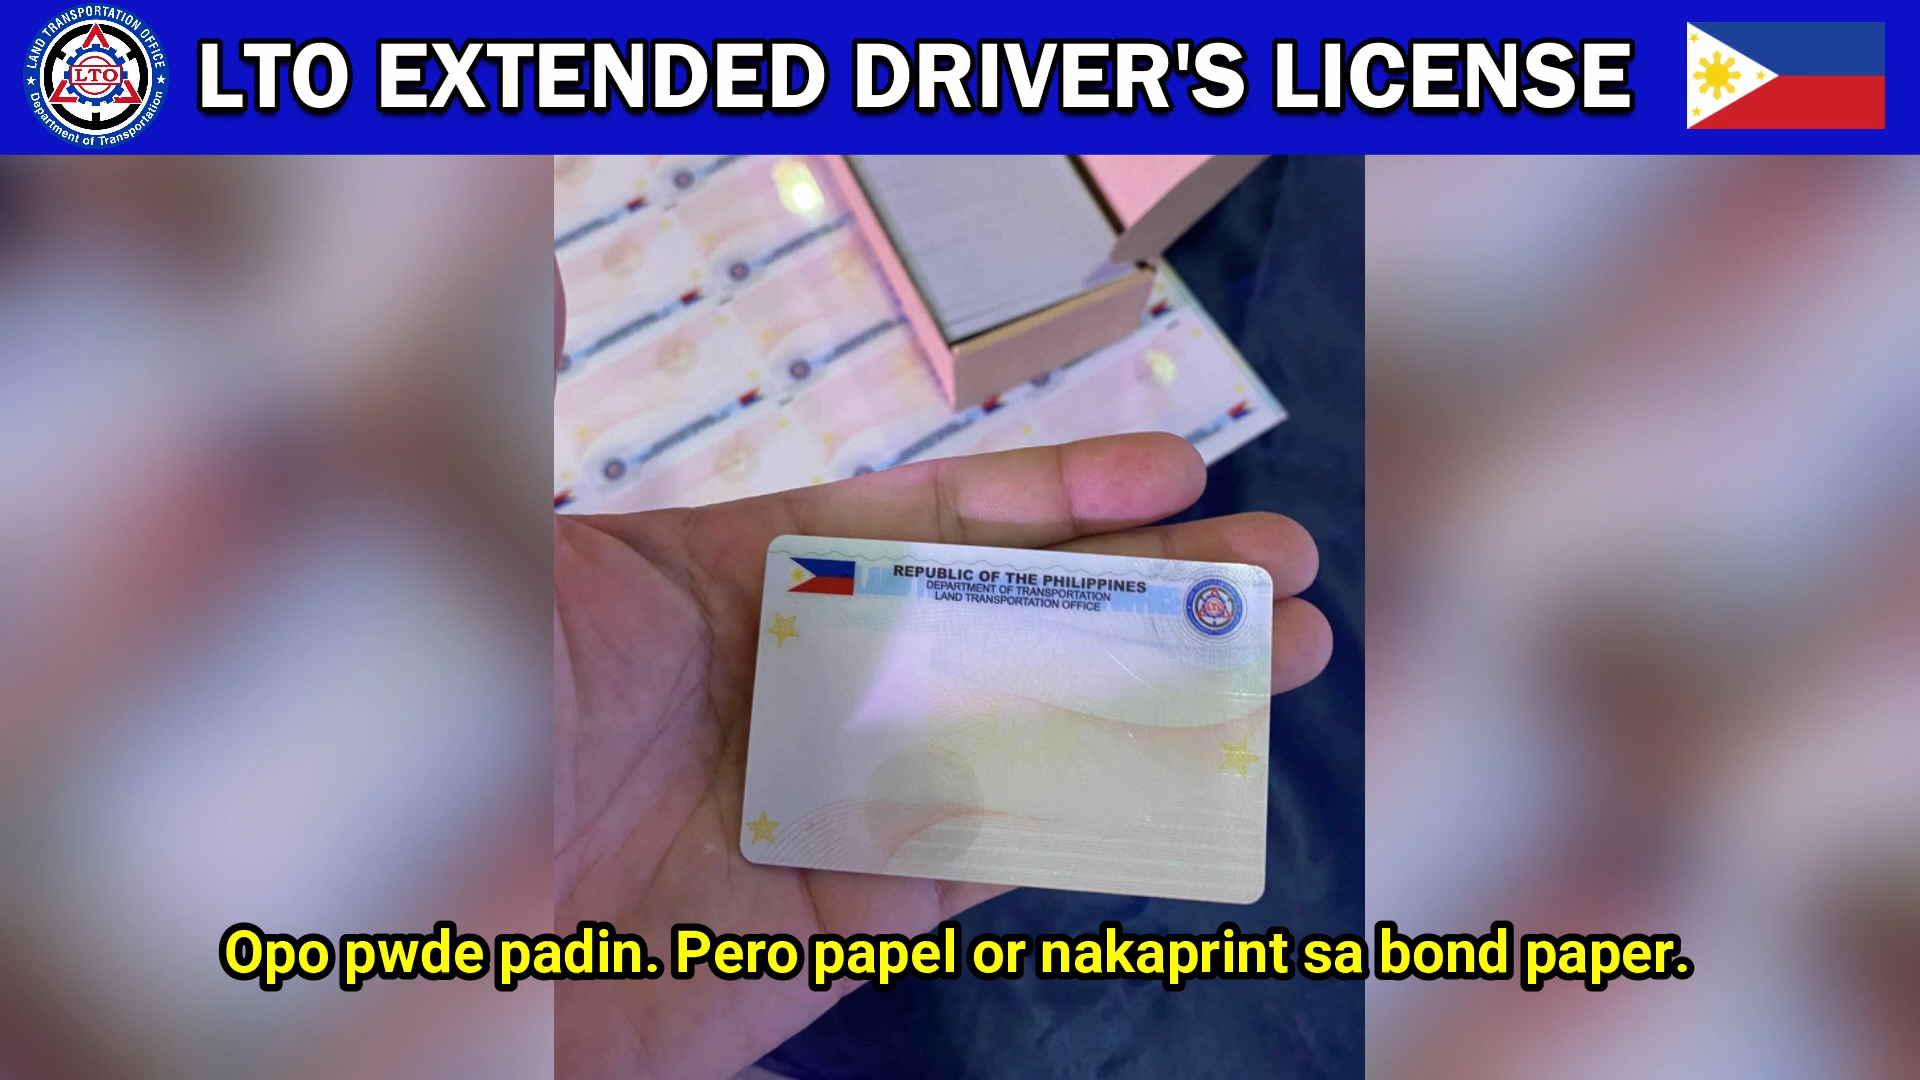 LAND TRANSPORTATION OFFICE
LTO
Department of Transportation
LTO EXTENDED DRIVER'S LICENSE
REPUBLIC OF THE PHILIPPINES
DEPARTMENT OF TRANSPORTATION
LAND TRANSPORTATION OFFICE
LTO
Opo pwde padin. Pero papel or nakaprint sa bond paper.